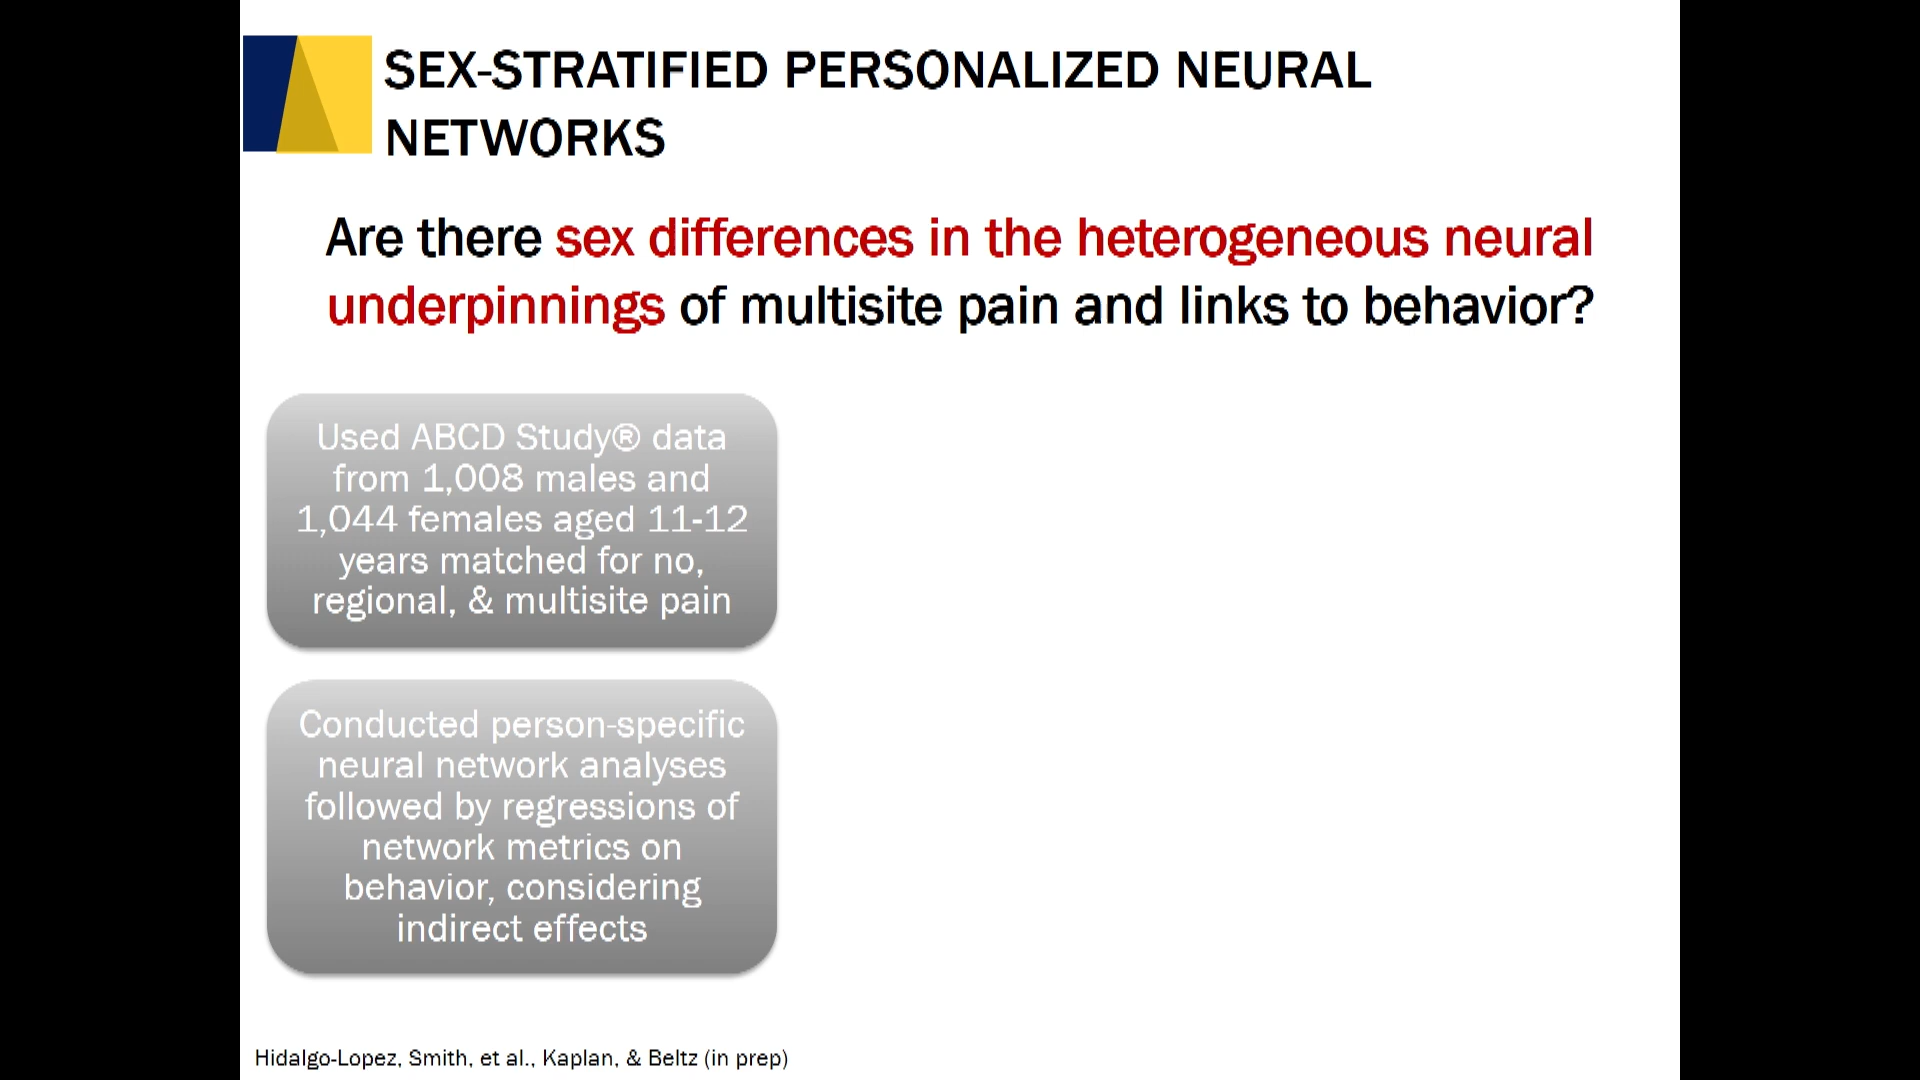 SEX-STRATIFIED PERSONALIZED NEURAL
NETWORKS
Are there sex differences in the heterogeneous neural
underpinnings of multisite pain and links to behavior?
Used ABCD Study® data
from 1,008 males and
1,044 females aged 11-12
years matched for no,
regional, & multisite pain
Conducted person-specific
neural network analyses
followed by regressions of
network metrics on
behavior, considering
indirect effects
Hidalgo-Lopez, Smith, et al., Kaplan, & Beltz (in prep)